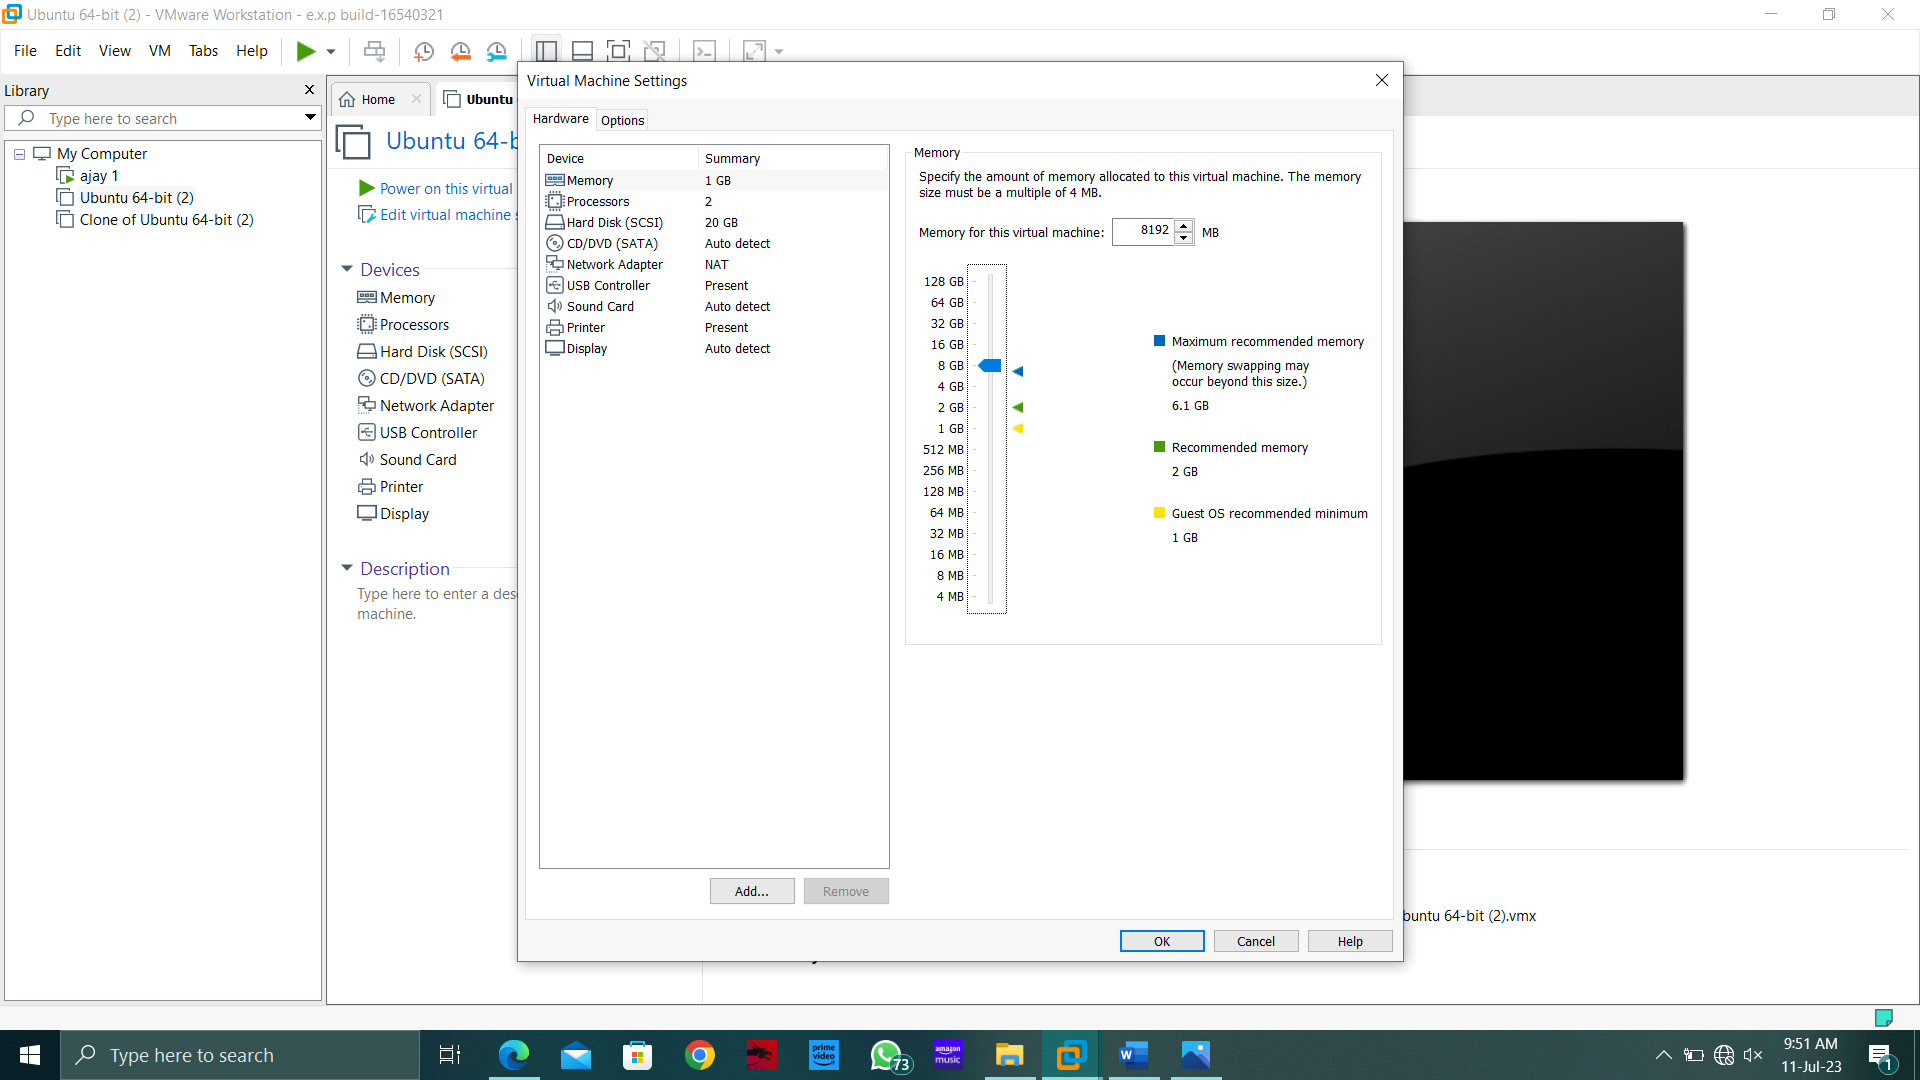 Ubuntu 64-bit (2) - VMware Workstation - e.x.p build-16540321
File Edit View VM Tabs Help
Library
Type here to search
My Computer
ajay 1
Ubuntu 64-bit (2)
Clone of Ubuntu 64-bit (2)
Home
Ubuntu
Ubuntu 64-b
Power on this virtual
Edit virtual machine s
Devices
Memory
Processors
Hard Disk (SCSI)
CD/DVD (SATA)
Network Adapter
USB Controller
Sound Card
Printer
Display
Description
Type here to enter a des
machine.
Virtual Machine Settings
Hardware Options
Device Summary
Memory 1 GB
Processors 2
Hard Disk (SCSI) 20 GB
CD/DVD (SATA) Auto detect
Network Adapter NAT
USB Controller Present
Sound Card Auto detect
Printer Present
Display Auto detect
Add... Remove
Memory
Specify the amount of memory allocated to this virtual machine. The memory
size must be a multiple of 4 MB.
Memory for this virtual machine: 8192 MB
128 GB
64 GB
32 GB
16 GB
8 GB
4 GB
2 GB
1 GB
512 MB
256 MB
128 MB
64 MB
32 MB
16 MB
8 MB
4 MB
Maximum recommended memory
(Memory swapping may
occur beyond this size.)
6.1 GB
Recommended memory
2 GB
Guest OS recommended minimum
1 GB
OK Cancel Help
buntu 64-bit (2).vmx
Type here to search
prime
video
73
amazon
music
W
9:51 AM
11-Jul-23
1